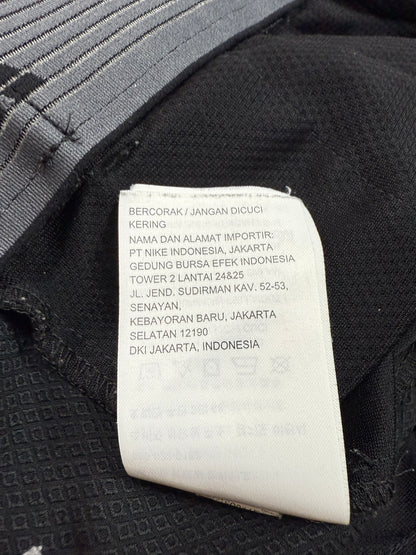 BERCORAK / JANGAN DICUCI
KERING
NAMA DAN ALAMAT IMPORTIR:
PT NIKE INDONESIA, JAKARTA
GEDUNG BURSA EFEK INDONESIA
TOWER 2 LANTAI 24&25
JL. JEND. SUDIRMAN KAV. 52-53,
SENAYAN,
KEBAYORAN BARU, JAKARTA
SELATAN 12190
DKI JAKARTA, INDONESIA